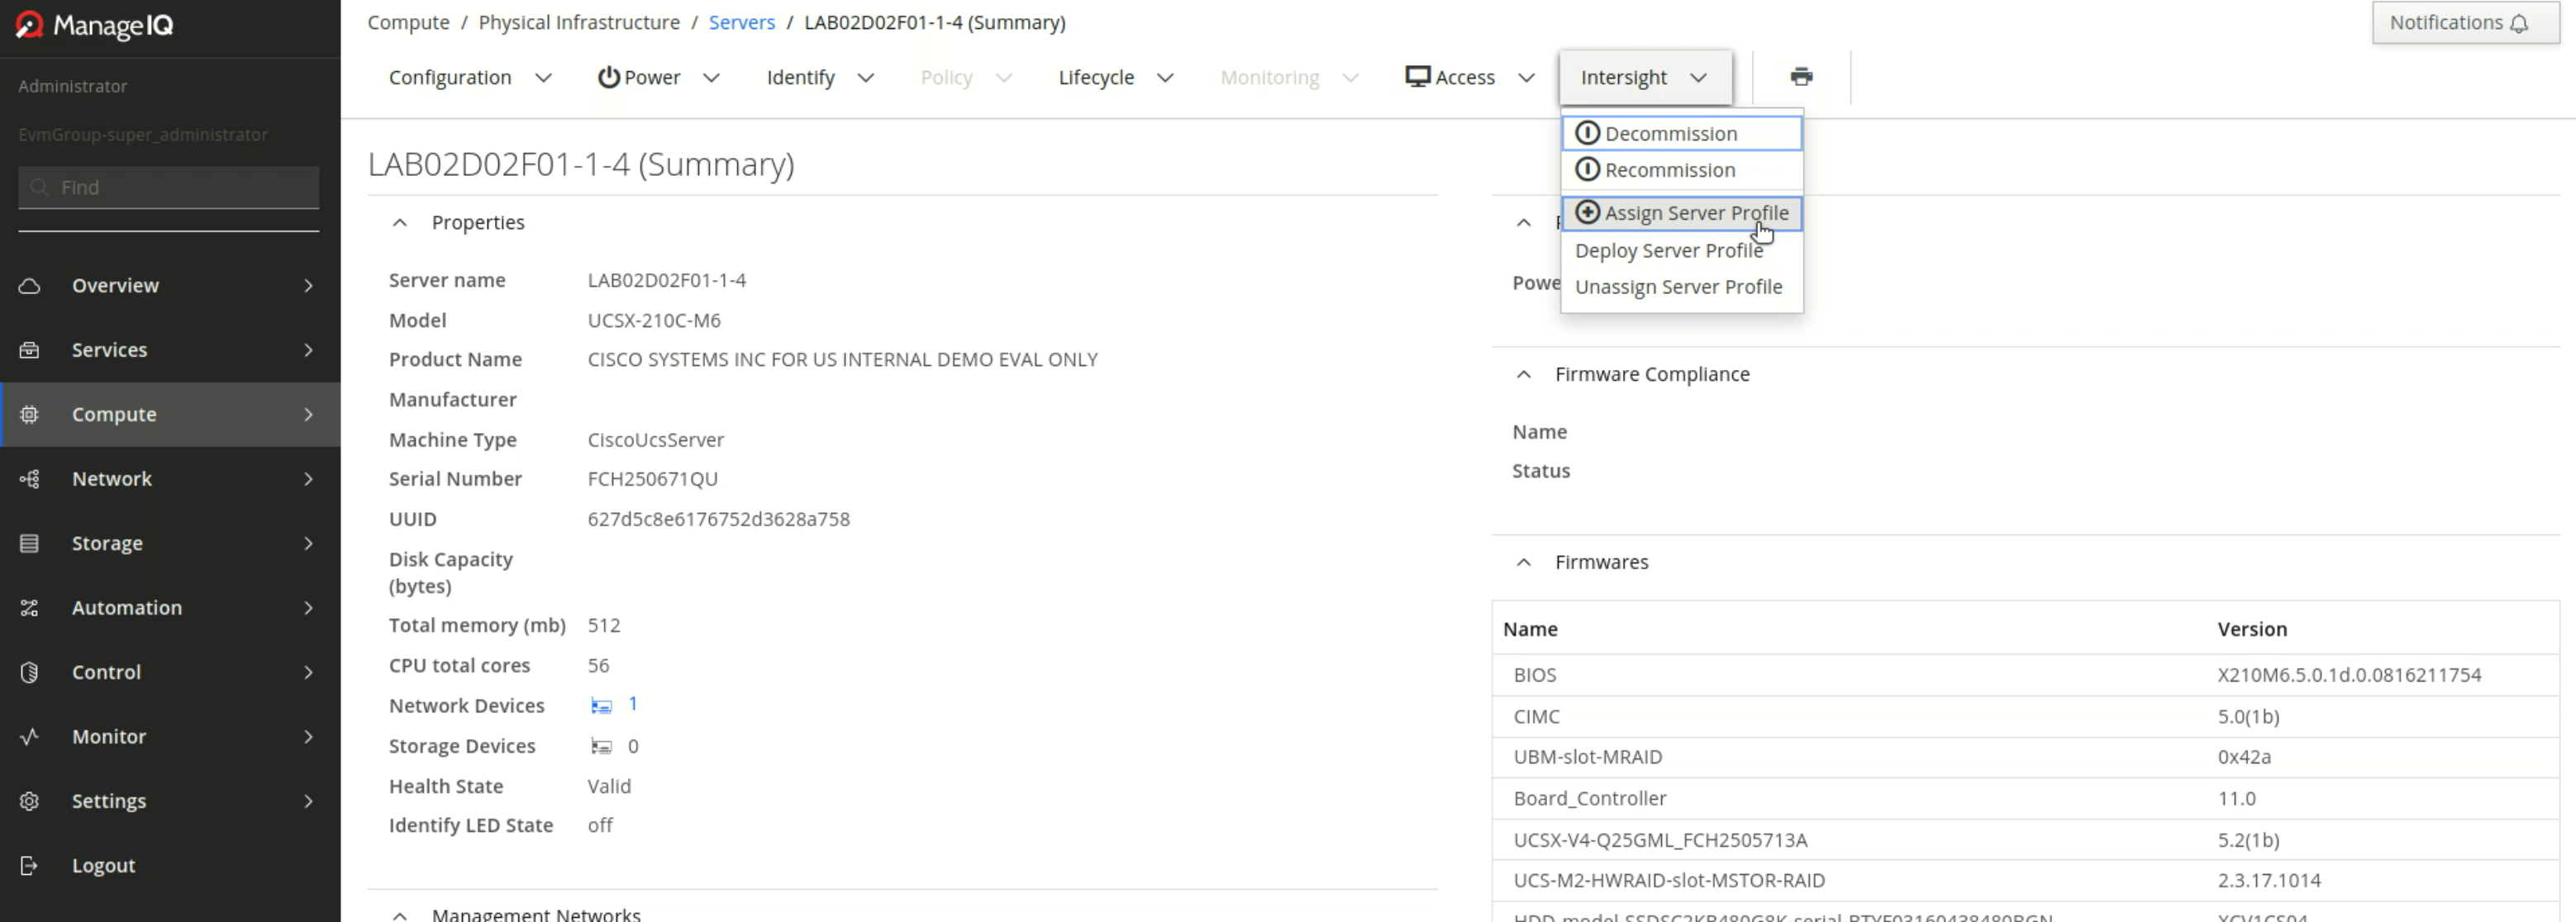 ManageIQ
Administrator
EvmGroup-super_administrator
Find
Overview
Services
Compute
Network
Storage
Automation
Control
Monitor
Settings
Logout
Compute / Physical Infrastructure / Servers / LAB02D02F01-1-4 (Summary)
Notifications
Configuration Power Identify Policy Lifecycle Monitoring Access Intersight
Decommission
Recommission
Assign Server Profile
Deploy Server Profile
Unassign Server Profile
LAB02D02F01-1-4 (Summary)
Properties
Server name LAB02D02F01-1-4
Model UCSX-210C-M6
Product Name CISCO SYSTEMS INC FOR US INTERNAL DEMO EVAL ONLY
Manufacturer
Machine Type CiscoUcsServer
Serial Number FCH250671QU
UUID 627d5c8e6176752d3628a758
Disk Capacity
(bytes)
Total memory (mb) 512
CPU total cores 56
Network Devices 1
Storage Devices 0
Health State Valid
Identify LED State off
Management Networks
Powe
Firmware Compliance
Name
Status
Firmwares
Name Version
BIOS X210M6.5.0.1d.0.0816211754
CIMC 5.0(1b)
UBM-slot-MRAID 0x42a
Board_Controller 11.0
UCSX-V4-Q25GML_FCH2505713A 5.2(1b)
UCS-M2-HWRAID-slot-MSTOR-RAID 2.3.17.1014